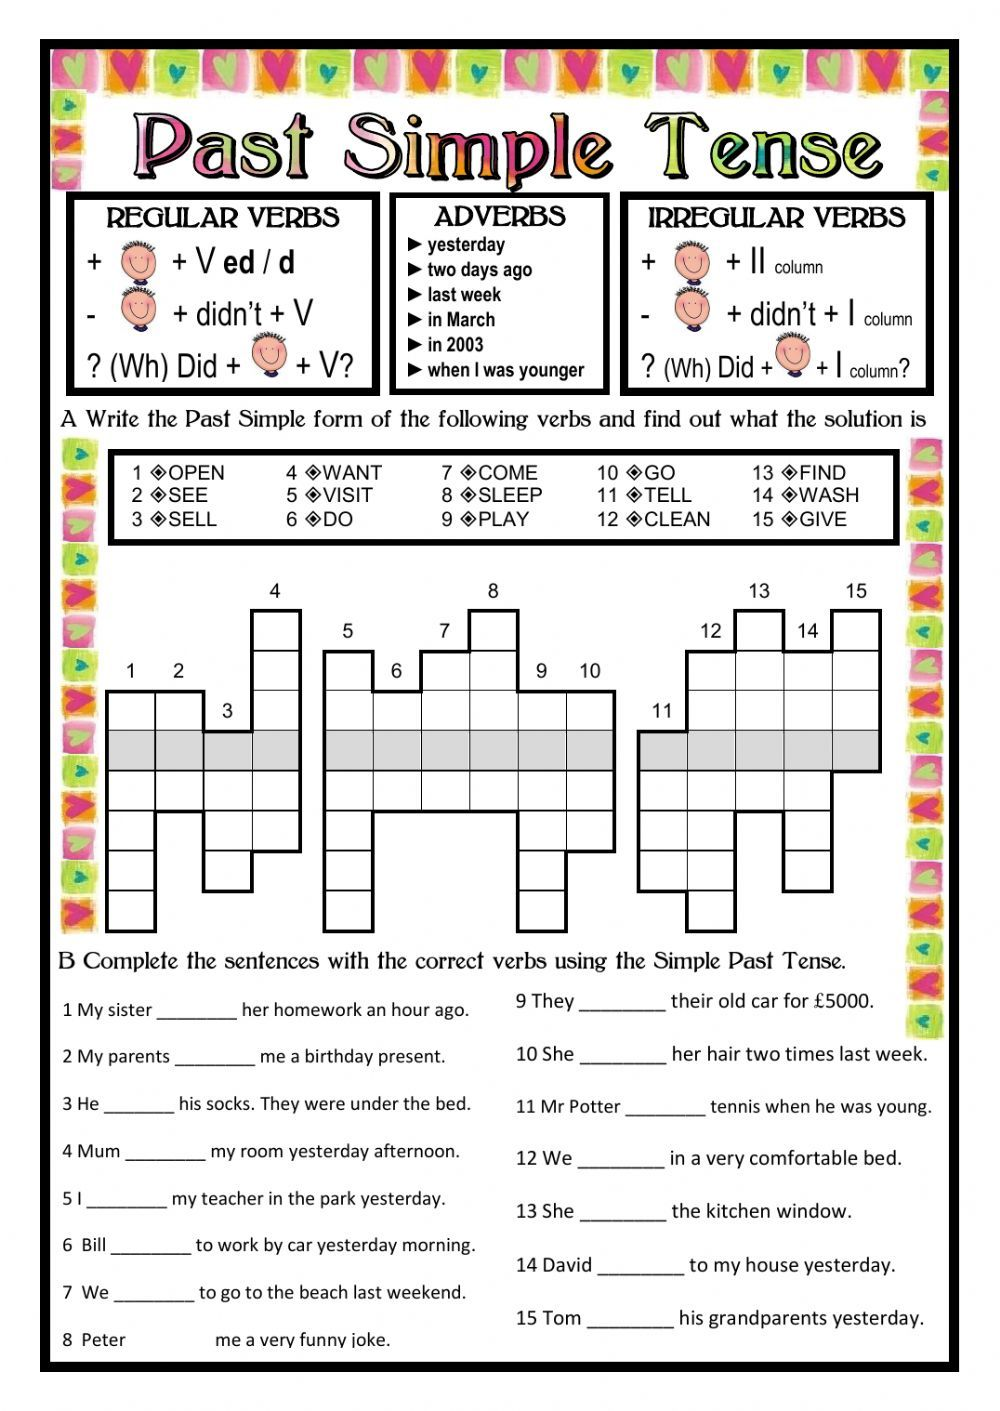 Past Simple Tense
REGULAR VERBS
+ + V ed / d
- + didn't + V
? (Wh) Did + + V?
ADVERBS
► yesterday
► two days ago
► last week
► in March
► in 2003
► when I was younger
IRREGULAR VERBS
+ + II column
- + didn't + I column
? (Wh) Did + + I column?
A Write the Past Simple form of the following verbs and find out what the solution is
1 ◈OPEN 4 ◈WANT 7 ◈COME 10 ◈GO 13 ◈FIND
2 ◈SEE 5 ◈VISIT 8 ◈SLEEP 11 ◈TELL 14 ◈WASH
3 ◈SELL 6 ◈DO 9 ◈PLAY 12 ◈CLEAN 15 ◈GIVE
4 8 13 15
5 7 12 14
1 2 6 9 10
3 11
B Complete the sentences with the correct verbs using the Simple Past Tense.
1 My sister ________ her homework an hour ago.
2 My parents ________ me a birthday present.
3 He _______ his socks. They were under the bed.
4 Mum ________ my room yesterday afternoon.
5 I ________ my teacher in the park yesterday.
6 Bill ________ to work by car yesterday morning.
7 We ________ to go to the beach last weekend.
8 Peter me a very funny joke.
9 They ________ their old car for £5000.
10 She ________ her hair two times last week.
11 Mr Potter ________ tennis when he was young.
12 We ________ in a very comfortable bed.
13 She ________ the kitchen window.
14 David ________ to my house yesterday.
15 Tom ________ his grandparents yesterday.